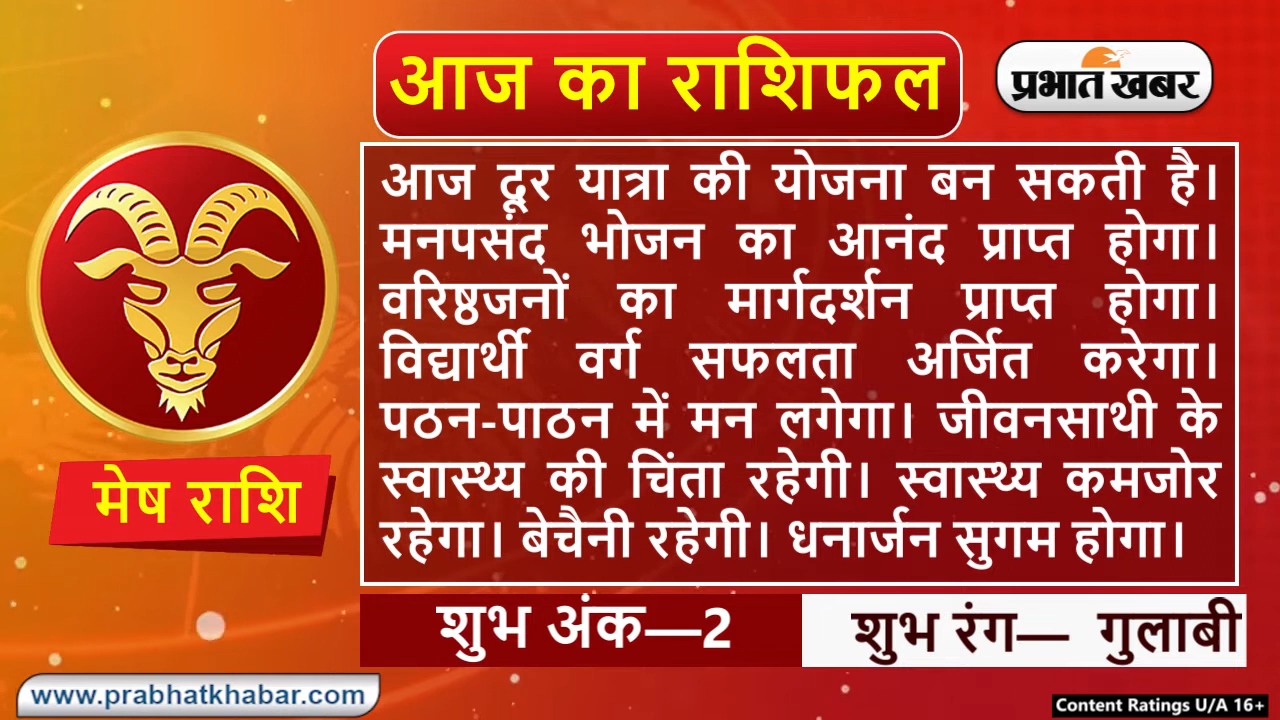 आज का राशिफल
प्रभात खबर
आज दूर यात्रा की योजना बन सकती है।
मनपसंद भोजन का आनंद प्राप्त होगा।
वरिष्ठजनों का मार्गदर्शन प्राप्त होगा।
विद्यार्थी वर्ग सफलता अर्जित करेगा।
पठन-पाठन में मन लगेगा। जीवनसाथी के
स्वास्थ्य की चिंता रहेगी। स्वास्थ्य कमजोर
रहेगा। बेचैनी रहेगी। धनार्जन सुगम होगा।
मेष राशि
शुभ अंक—2
शुभ रंग— गुलाबी
www.prabhatkhabar.com
Content Ratings U/A 16+